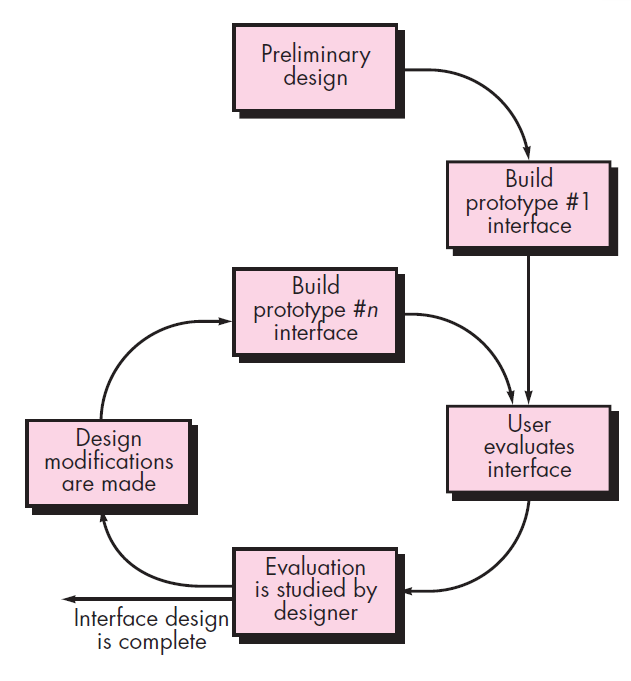 Preliminary
design
Build
prototype #1
interface
Build
prototype #n
interface
User
evaluates
interface
Design
modifications
are made
Evaluation
is studied by
designer
Interface design
is complete